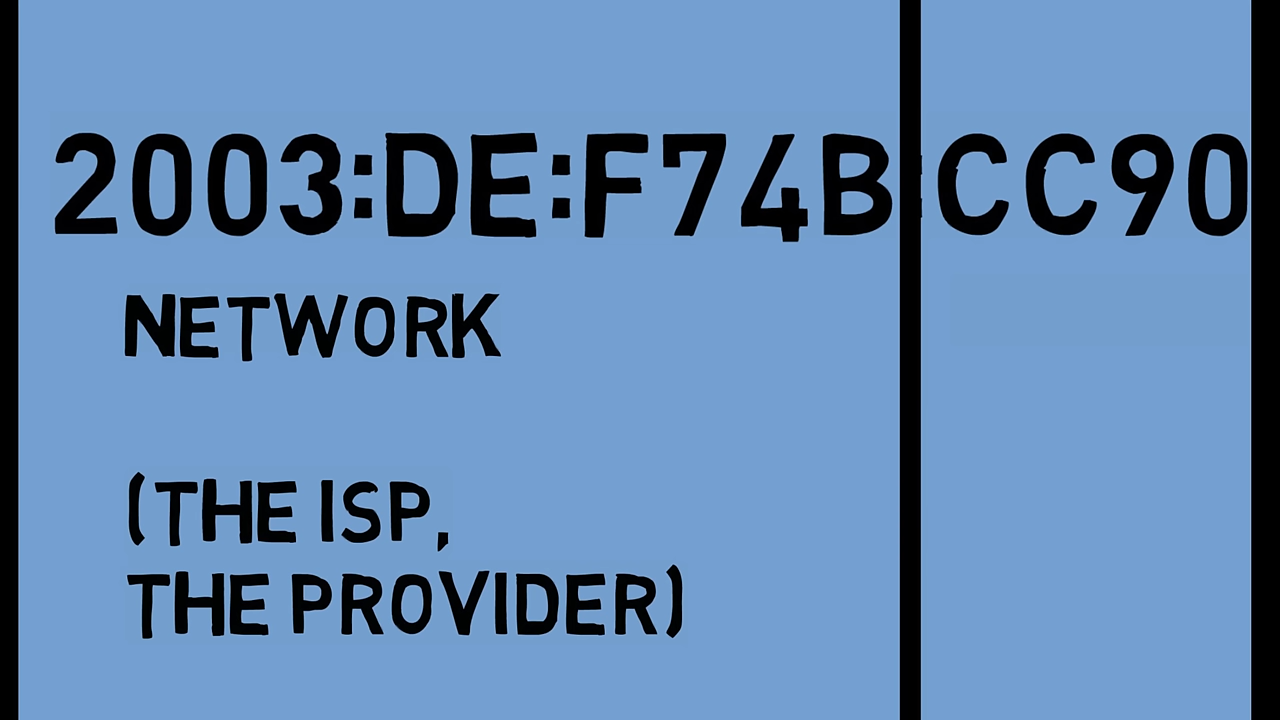 2003:DE:F74B:CC90
NETWORK
(THE ISP,
THE PROVIDER)